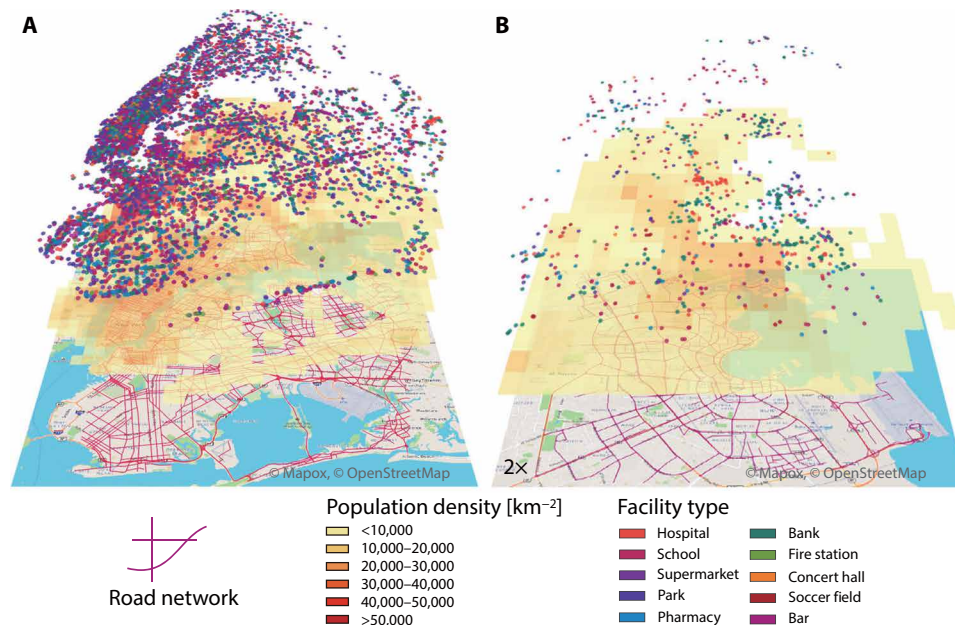 A
B
© Mapox, © OpenStreetMap
2×
© Mapox, © OpenStreetMap
Road network
Population density [km⁻²]
<10,000
10,000–20,000
20,000–30,000
30,000–40,000
40,000–50,000
>50.000
Facility type
Hospital
School
Supermarket
Park
Pharmacy
Bank
Fire station
Concert hall
Soccer field
Bar